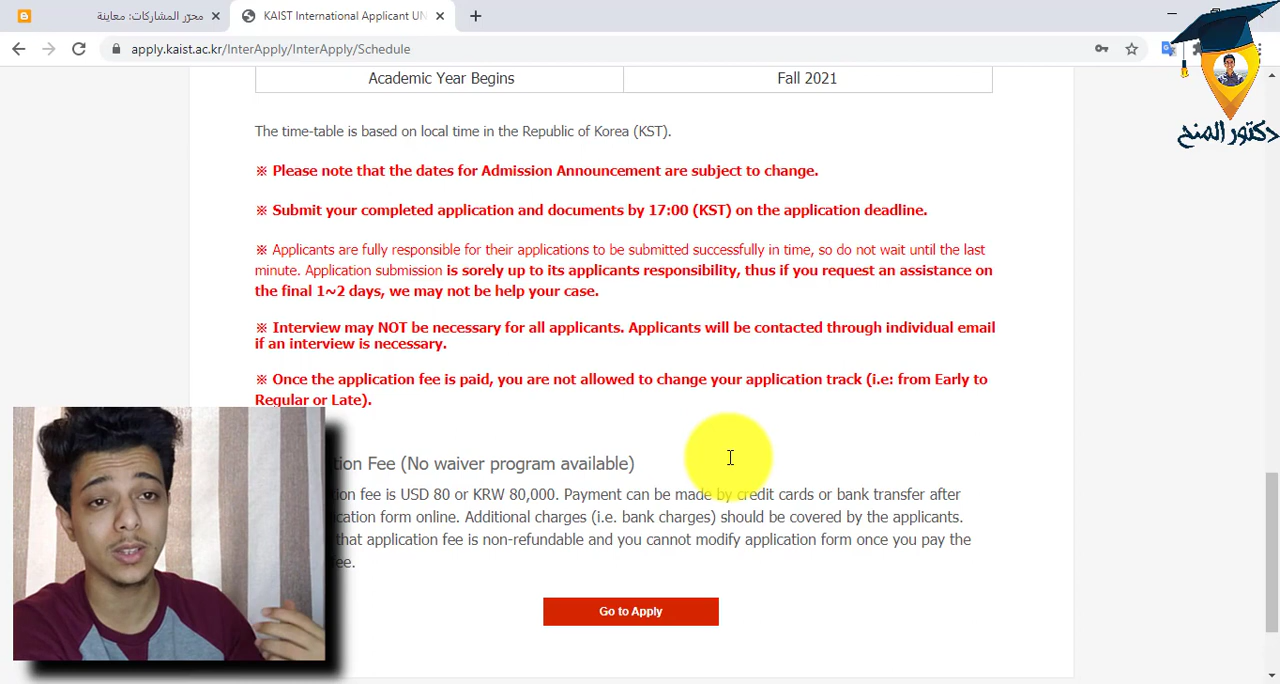 محرّر المشاركات: معاينة
KAIST International Applicant UN
apply.kaist.ac.kr/InterApply/InterApply/Schedule
دكتور المنح
Academic Year Begins Fall 2021
The time-table is based on local time in the Republic of Korea (KST).
※ Please note that the dates for Admission Announcement are subject to change.
※ Submit your completed application and documents by 17:00 (KST) on the application deadline.
※ Applicants are fully responsible for their applications to be submitted successfully in time, so do not wait until the last
minute. Application submission is sorely up to its applicants responsibility, thus if you request an assistance on
the final 1~2 days, we may not be help your case.
※ Interview may NOT be necessary for all applicants. Applicants will be contacted through individual email
if an interview is necessary.
※ Once the application fee is paid, you are not allowed to change your application track (i.e: from Early to
Regular or Late).
tion Fee (No waiver program available)
ion fee is USD 80 or KRW 80,000. Payment can be made by credit cards or bank transfer after
ication form online. Additional charges (i.e. bank charges) should be covered by the applicants.
that application fee is non-refundable and you cannot modify application form once you pay the
ee.
Go to Apply